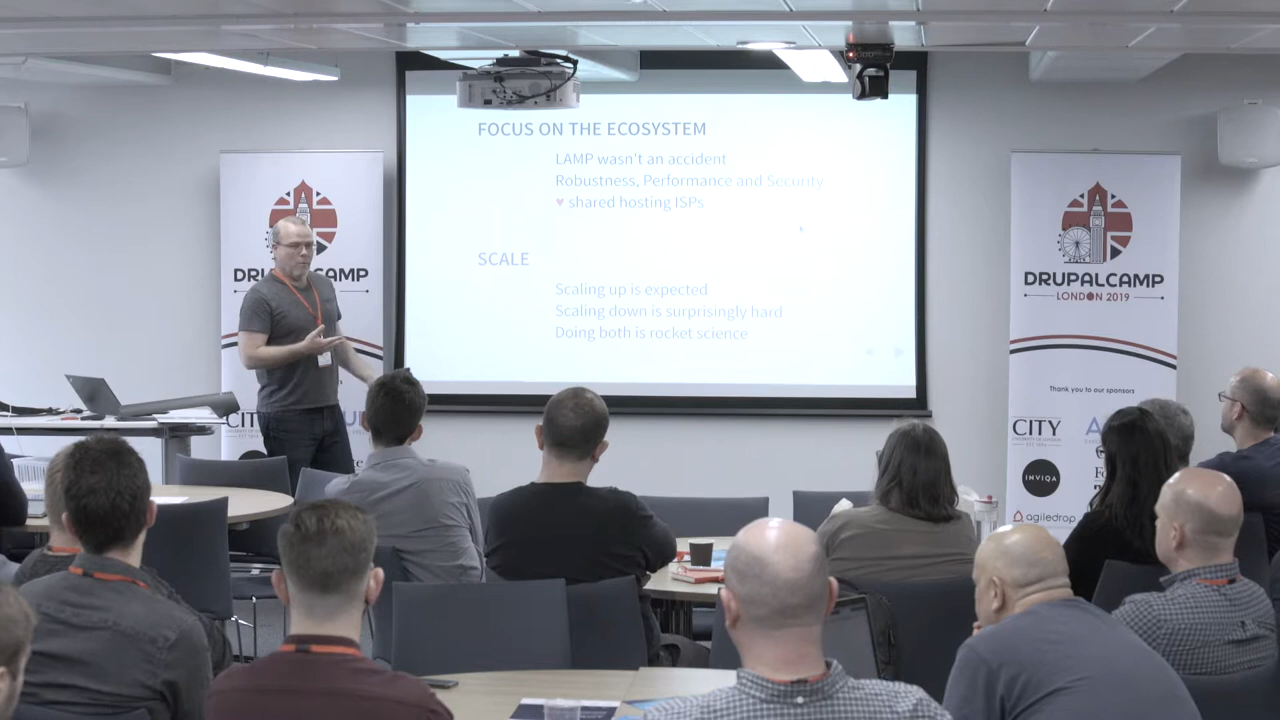 FOCUS ON THE ECOSYSTEM
LAMP wasn't an accident
Robustness, Performance and Security
♥ shared hosting ISPs
SCALE
Scaling up is expected
Scaling down is surprisingly hard
Doing both is rocket science
DRUPALCAMP
LONDON 2019
Thank you to our sponsors
CITY
INVIQA
agiledrop
DRUPALCAMP
CIT